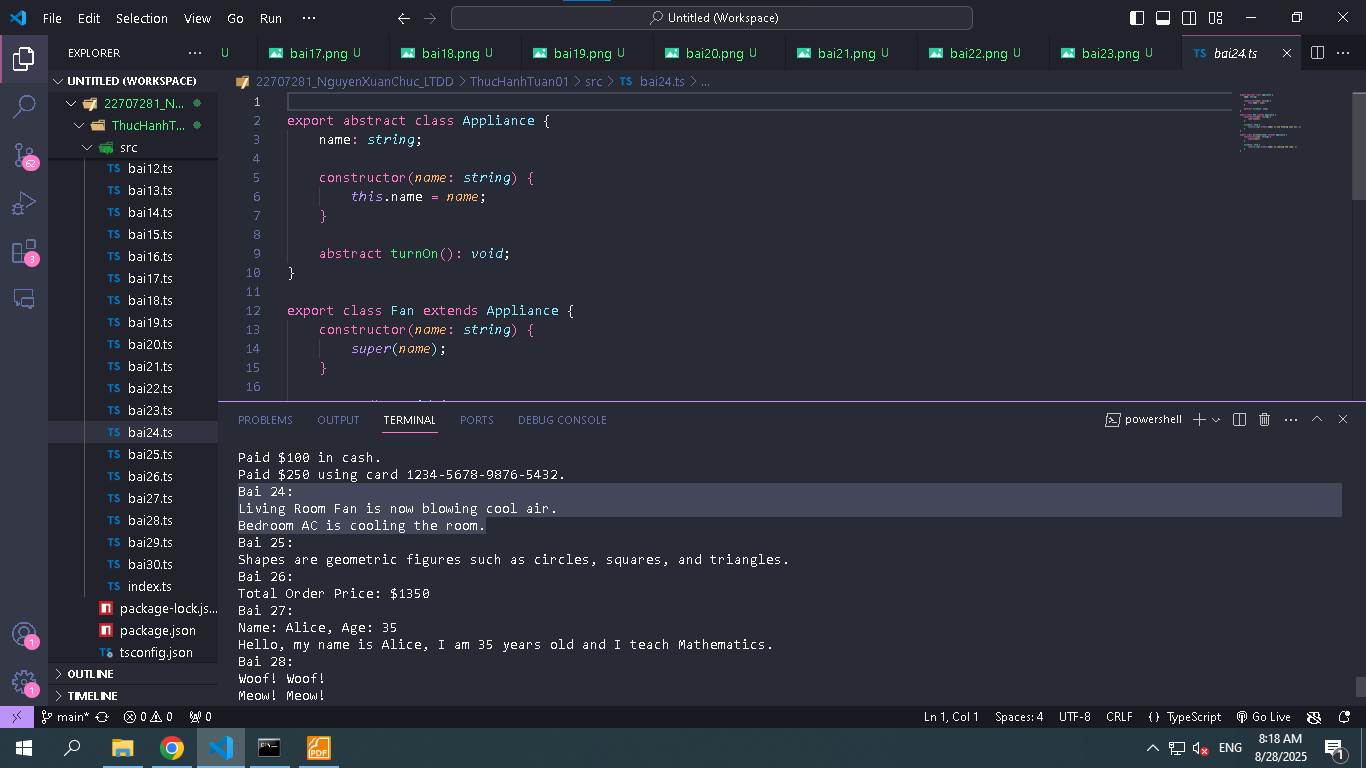 File Edit Selection View Go Run ··· Untitled (Workspace)
EXPLORER ··· U bai17.png U bai18.png U bai19.png U bai20.png U bai21.png U bai22.png U bai23.png U TS bai24.ts ···
UNTITLED (WORKSPACE)
22707281_N...
ThucHanhT...
src
TS bai12.ts
TS bai13.ts
TS bai14.ts
TS bai15.ts
TS bai16.ts
TS bai17.ts
TS bai18.ts
TS bai19.ts
TS bai20.ts
TS bai21.ts
TS bai22.ts
TS bai23.ts
TS bai24.ts
TS bai25.ts
TS bai26.ts
TS bai27.ts
TS bai28.ts
TS bai29.ts
TS bai30.ts
TS index.ts
package-lock.js...
package.json
TS tsconfig.json
OUTLINE
TIMELINE
62
3
1
1
22707281_NguyenXuanChuc_LTDD > ThucHanhTuan01 > src > TS bai24.ts > ...
1
2 export abstract class Appliance {
3 name: string;
4
5 constructor(name: string) {
6 this.name = name;
7 }
8
9 abstract turnOn(): void;
10 }
11
12 export class Fan extends Appliance {
13 constructor(name: string) {
14 super(name);
15 }
16
PROBLEMS OUTPUT TERMINAL PORTS DEBUG CONSOLE powershell ···
Paid $100 in cash.
Paid $250 using card 1234-5678-9876-5432.
Bai 24:
Living Room Fan is now blowing cool air.
Bedroom AC is cooling the room.
Bai 25:
Shapes are geometric figures such as circles, squares, and triangles.
Bai 26:
Total Order Price: $1350
Bai 27:
Name: Alice, Age: 35
Hello, my name is Alice, I am 35 years old and I teach Mathematics.
Bai 28:
Woof! Woof!
Meow! Meow!
main* 0 0 0 Ln 1, Col 1 Spaces: 4 UTF-8 CRLF {} TypeScript Go Live
PDF ENG 8:18 AM
8/28/2025
1